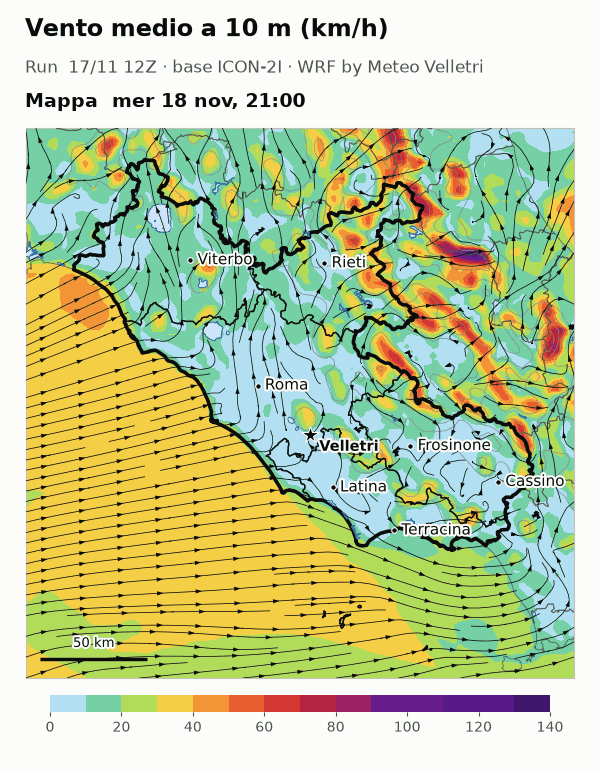 Vento medio a 10 m (km/h)
Run  17/11 12Z · base ICON-2I · WRF by Meteo Velletri
Mappa  mer 18 nov, 21:00
Viterbo
Rieti
Roma
Velletri
Frosinone
Cassino
Latina
Terracina
50 km
0 20 40 60 80 100 120 140